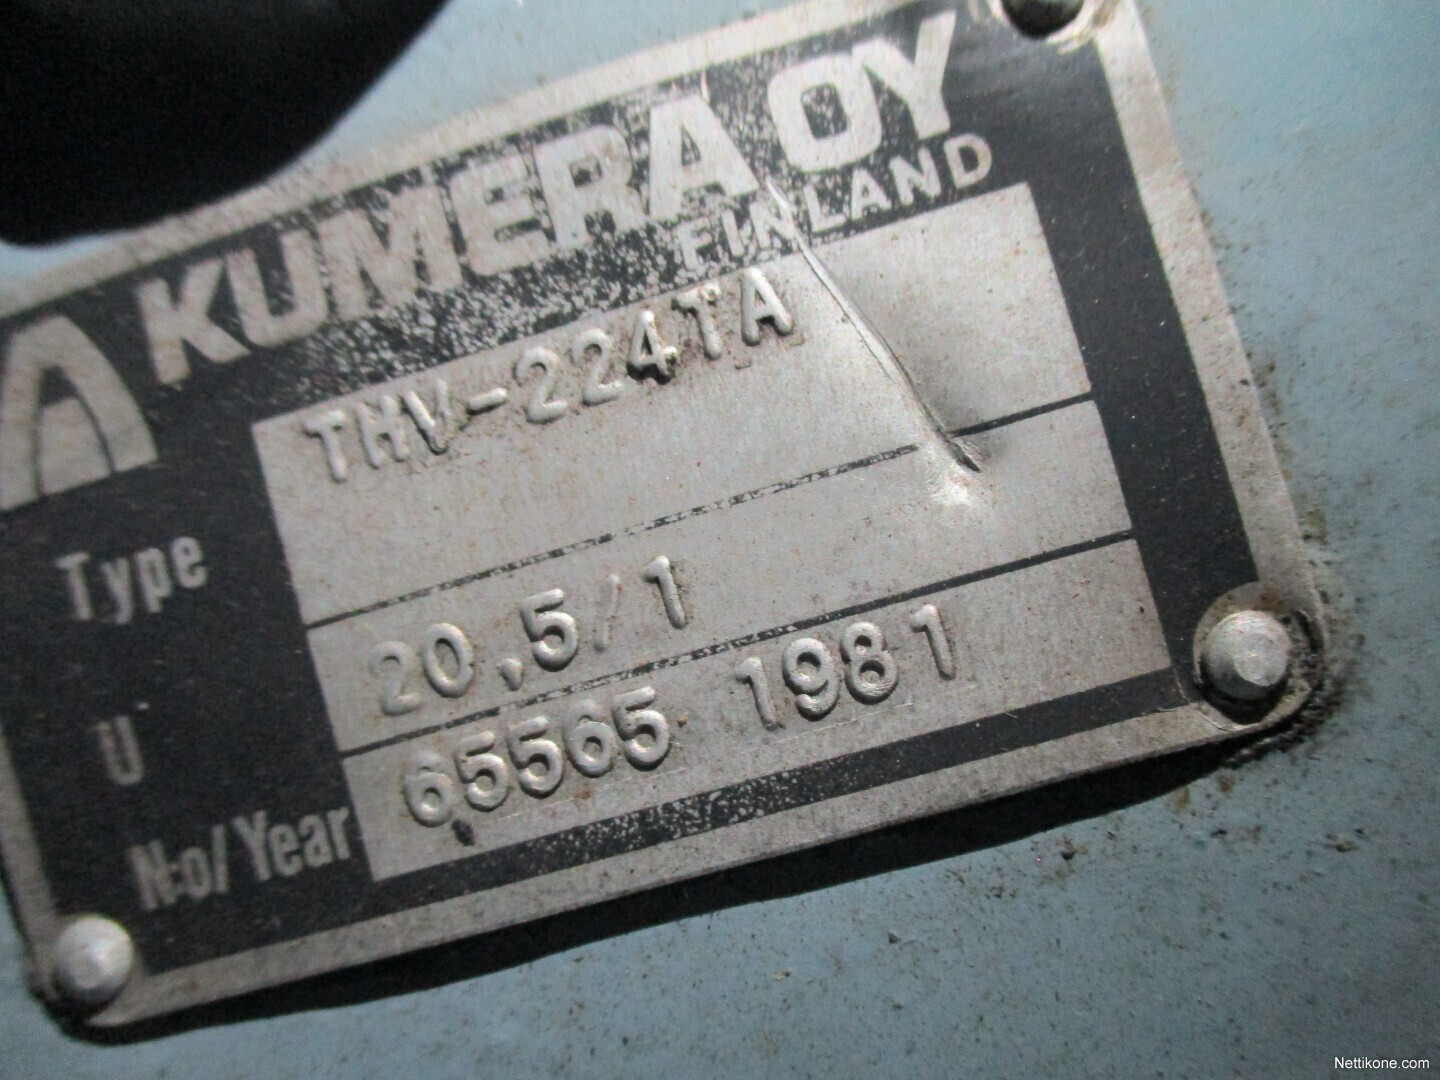 KUMERA OY
FINLAND
Type THV-224TA
U 20,5/1
N:o/Year 65565 1981
Nettikone.com